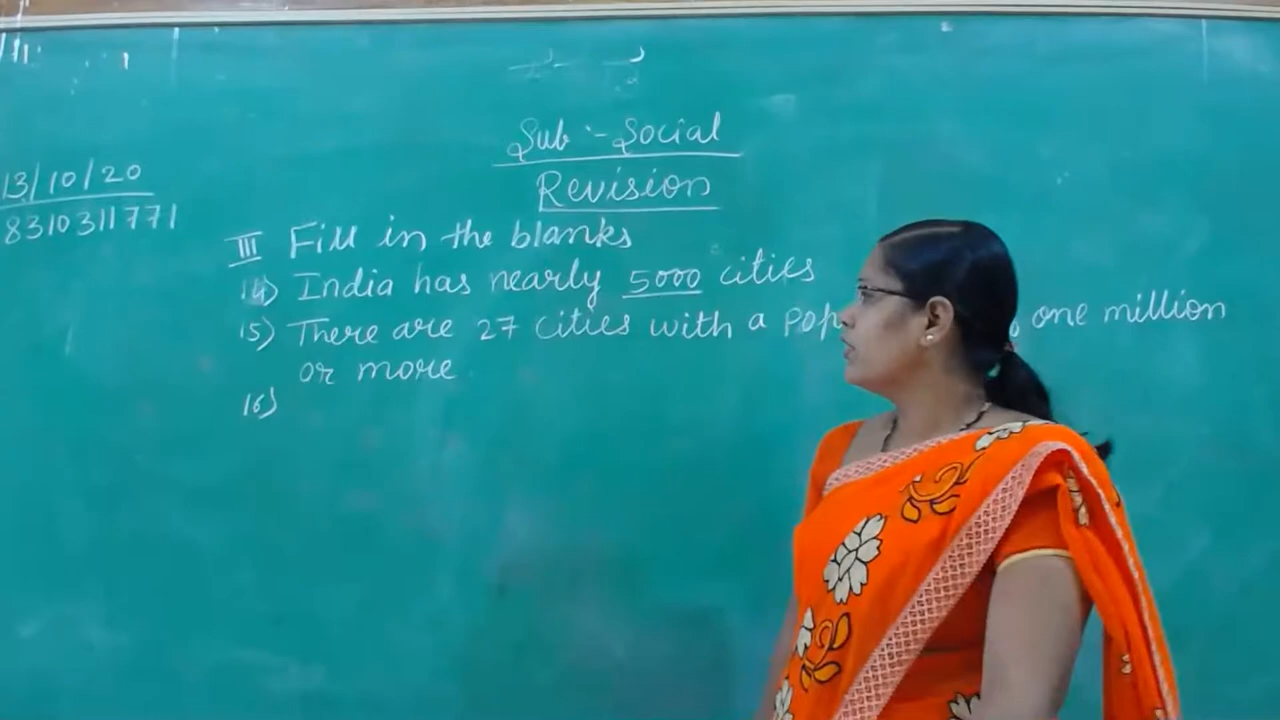 Sub :- Social
Revision
13/10/20
8310311771
III Fill in the blanks
14) India has nearly 5000 cities
15) There are 27 cities with a one million
or more
16)